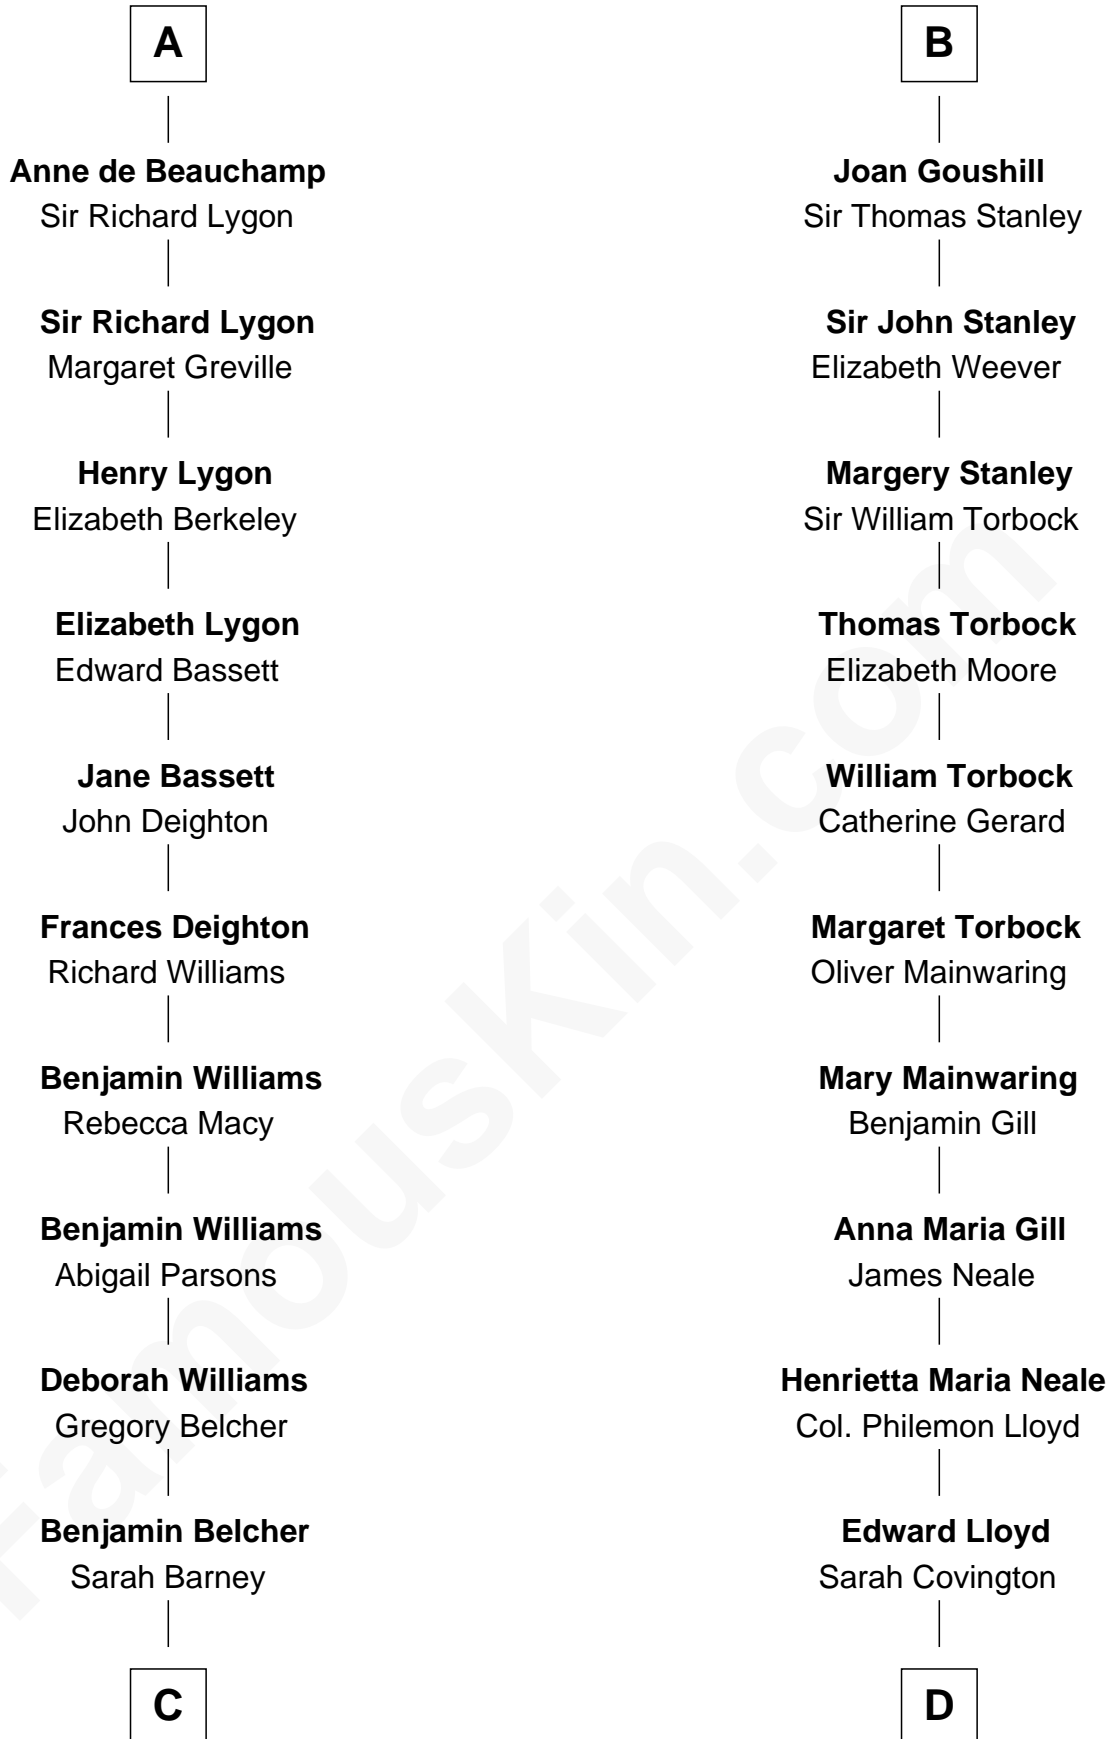 A
Anne de Beauchamp
Sir Richard Lygon
Sir Richard Lygon
Margaret Greville
Henry Lygon
Elizabeth Berkeley
Elizabeth Lygon
Edward Bassett
Jane Bassett
John Deighton
Frances Deighton
Richard Williams
Benjamin Williams
Rebecca Macy
Benjamin Williams
Abigail Parsons
Deborah Williams
Gregory Belcher
Benjamin Belcher
Sarah Barney
C
B
Joan Goushill
Sir Thomas Stanley
Sir John Stanley
Elizabeth Weever
Margery Stanley
Sir William Torbock
Thomas Torbock
Elizabeth Moore
William Torbock
Catherine Gerard
Margaret Torbock
Oliver Mainwaring
Mary Mainwaring
Benjamin Gill
Anna Maria Gill
James Neale
Henrietta Maria Neale
Col. Philemon Lloyd
Edward Lloyd
Sarah Covington
D
FamousKin.com